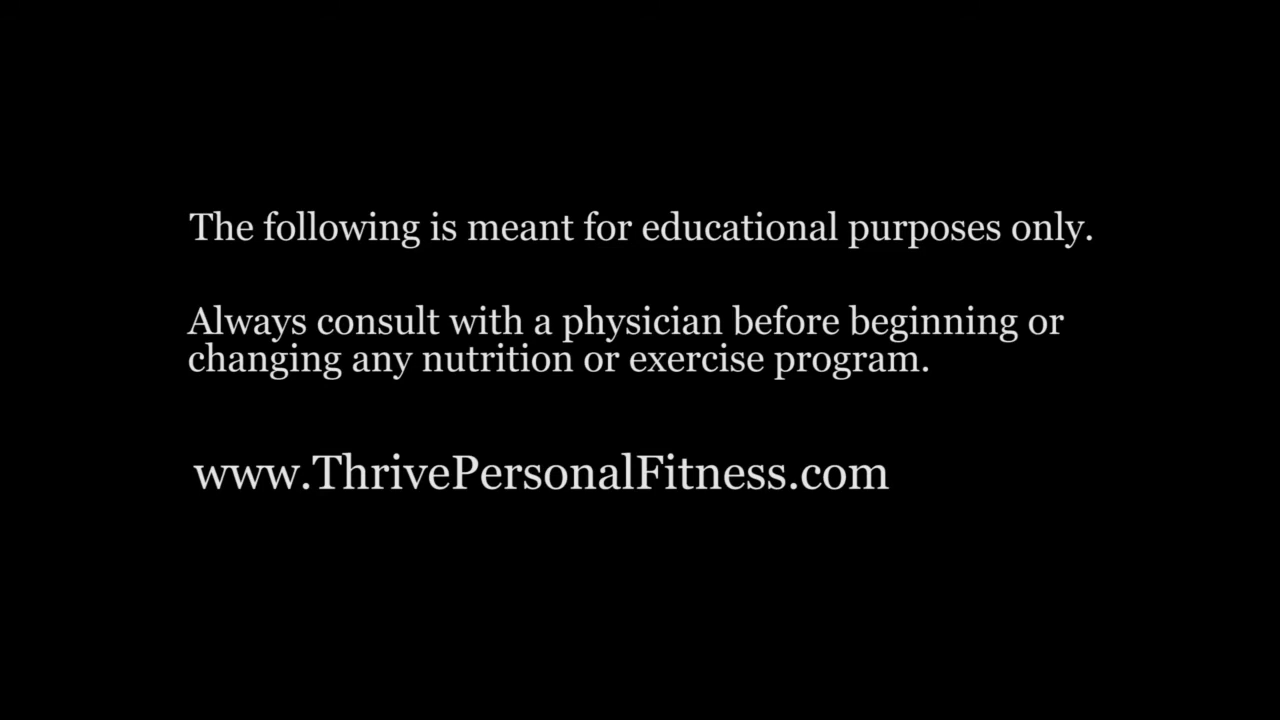 The following is meant for educational purposes only.
Always consult with a physician before beginning or
changing any nutrition or exercise program.
www.ThrivePersonalFitness.com